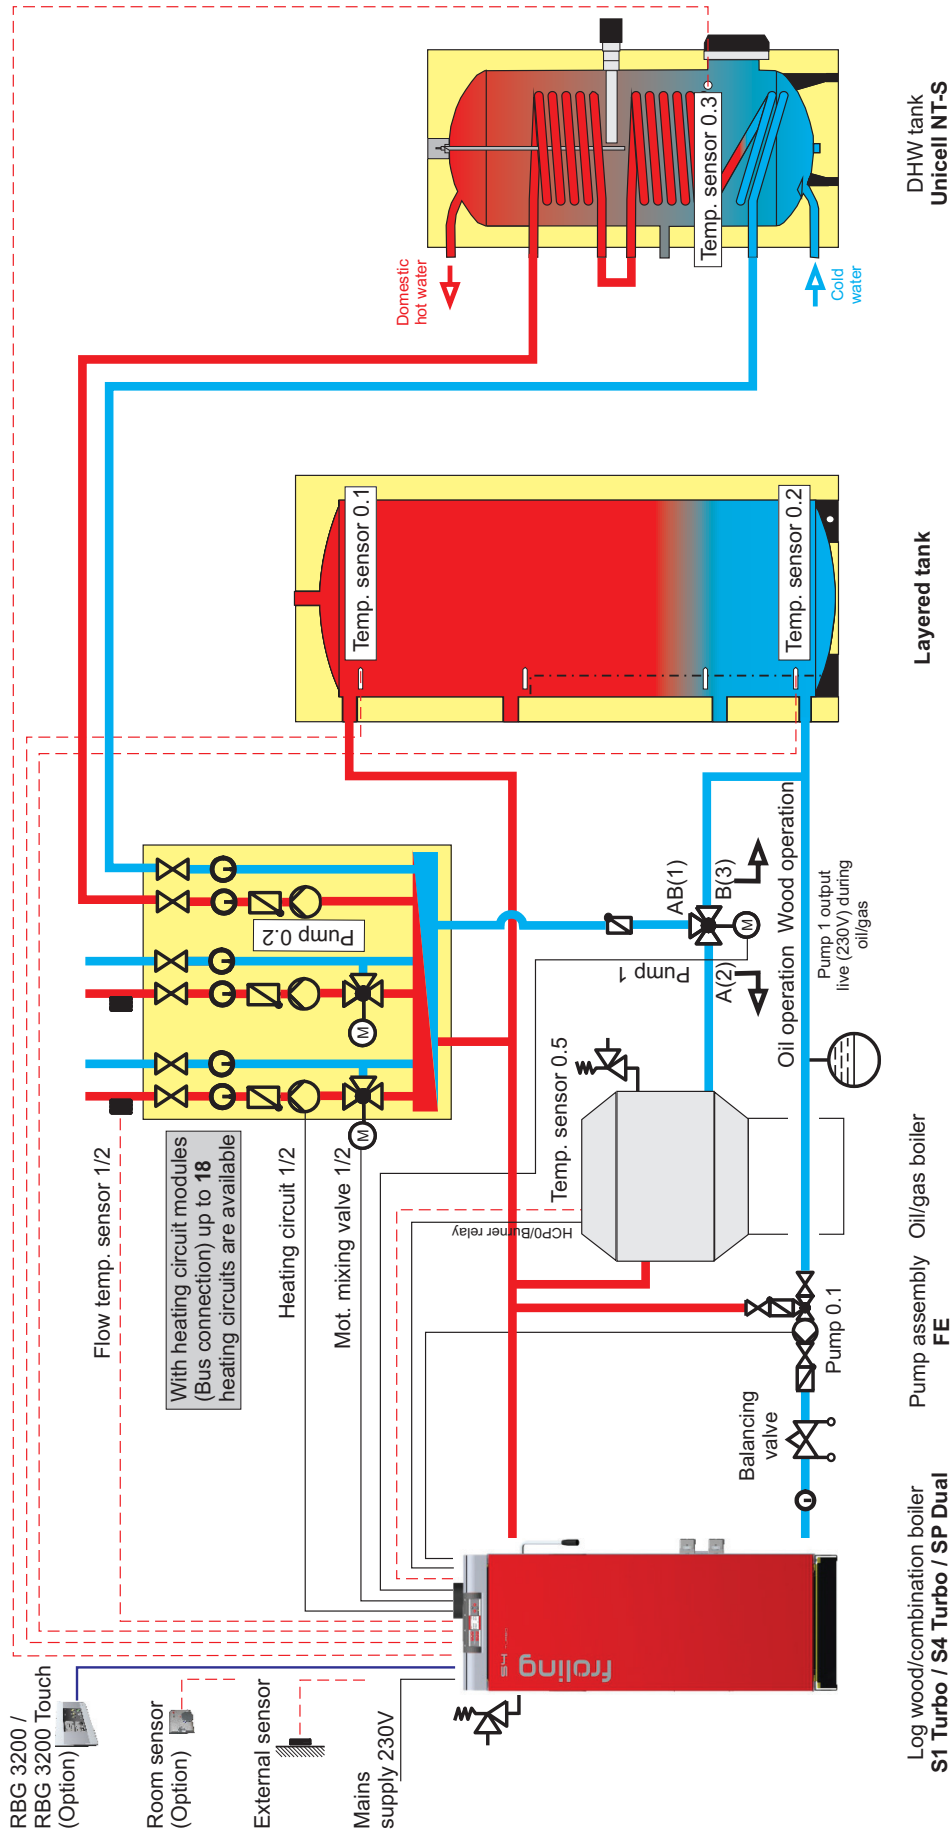 RBG 3200 /
RBG 3200 Touch
(Option)
Room sensor
(Option)
External sensor
Mains
supply 230V
Flow temp. sensor 1/2
With heating circuit modules
(Bus connection) up to 18
heating circuits are available
Heating circuit 1/2
Mot. mixing valve 1/2
M
M
Pump 0.2
HCP0/Burner relay
Temp. sensor 0.5
Pump 1
AB(1)
A(2)
B(3)
M
Oil operation
Wood operation
Pump 1 output
live (230V) during
oil/gas
Balancing
valve
Pump 0.1
froling
S4
Temp. sensor 0.1
Temp. sensor 0.2
Domestic
hot water
Cold
water
Temp. sensor 0.3
Log wood/combination boiler
S1 Turbo / S4 Turbo / SP Dual
Pump assembly
FE
Oil/gas boiler
Layered tank
DHW tank
Unicell NT-S